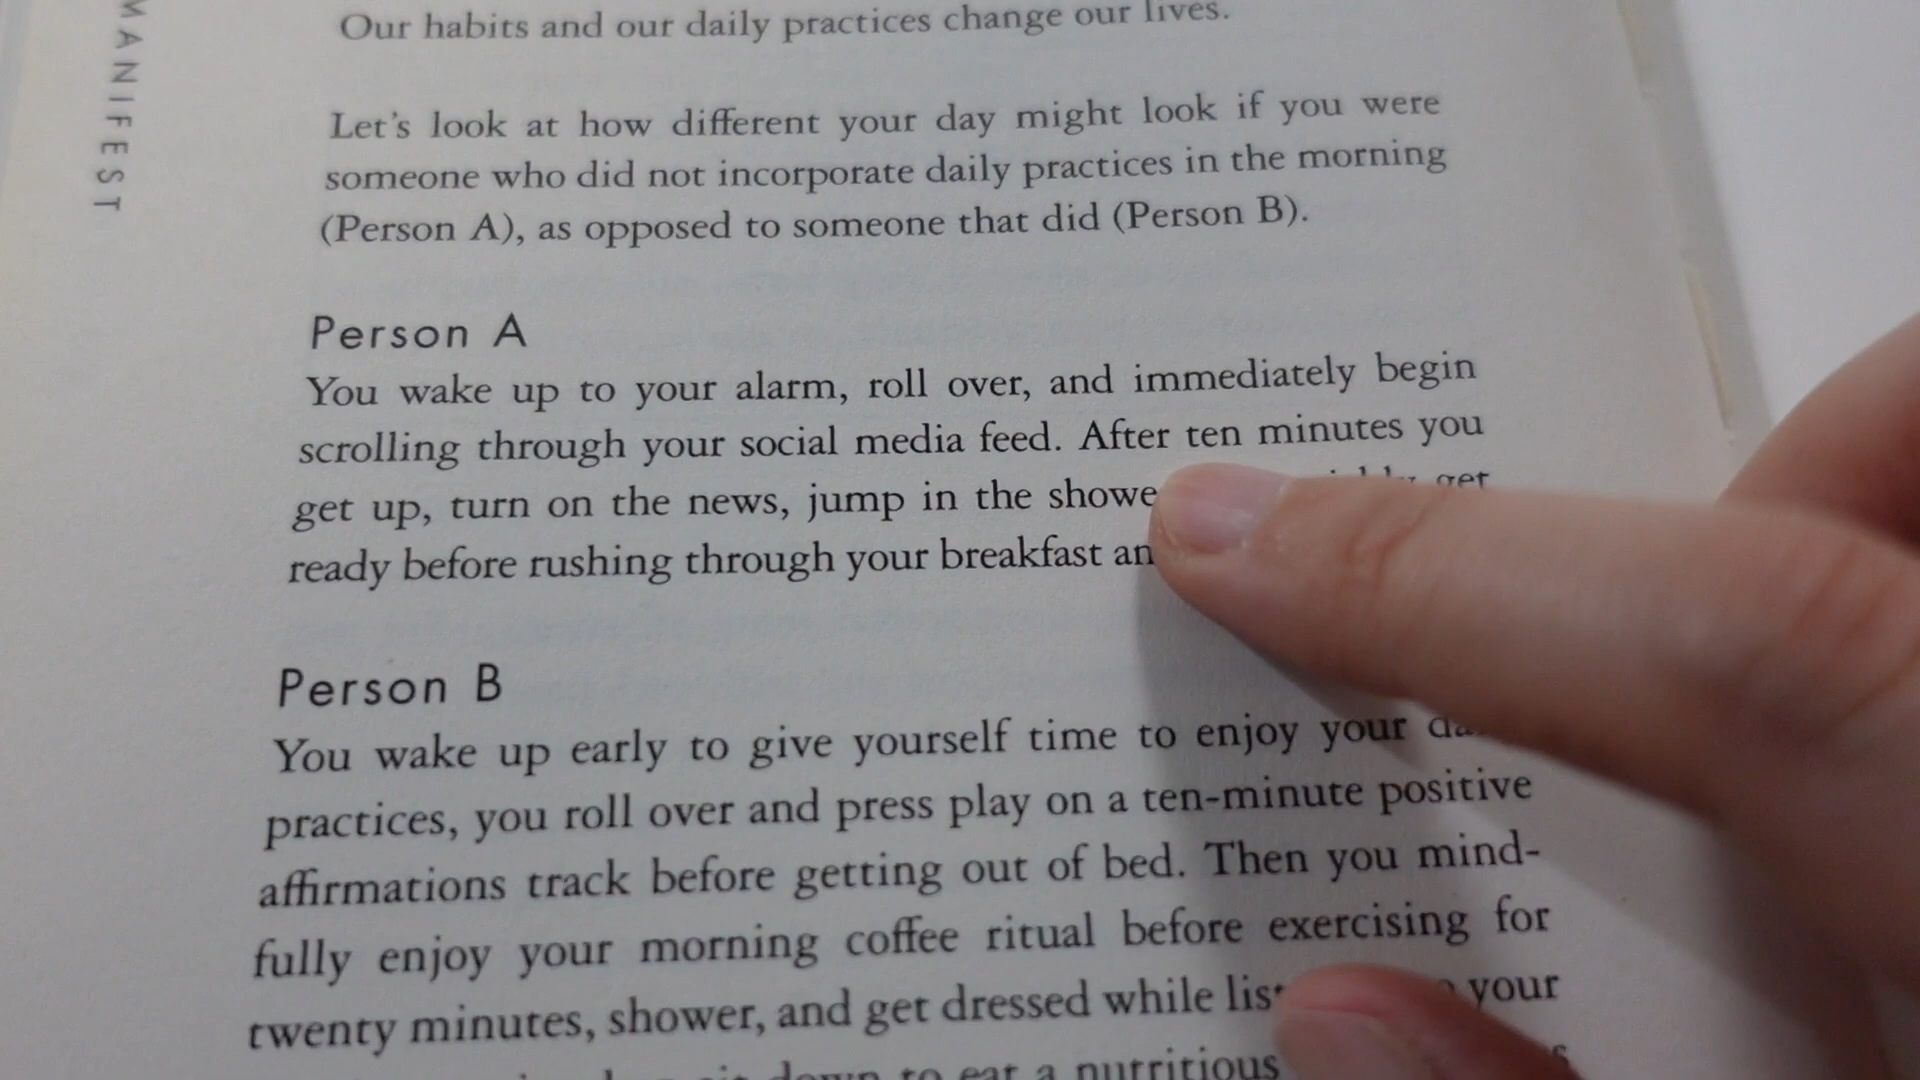 MANIFEST
Our habits and our daily practices change our lives.
Let's look at how different your day might look if you were
someone who did not incorporate daily practices in the morning
(Person A), as opposed to someone that did (Person B).
Person A
You wake up to your alarm, roll over, and immediately begin
scrolling through your social media feed. After ten minutes you
get up, turn on the news, jump in the showe get
ready before rushing through your breakfast an
Person B
You wake up early to give yourself time to enjoy your
practices, you roll over and press play on a ten-minute positive
affirmations track before getting out of bed. Then you mind-
fully enjoy your morning coffee ritual before exercising for
twenty minutes, shower, and get dressed while lis your
sit down to eat a nutritious